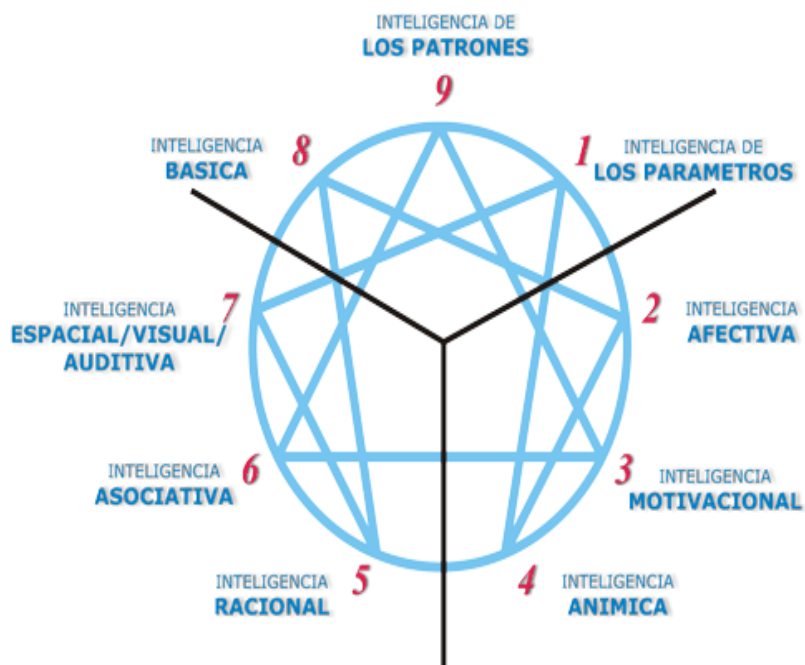 INTELIGENCIA DE
LOS PATRONES
9
INTELIGENCIA
BASICA
8
1
INTELIGENCIA DE
LOS PARAMETROS
INTELIGENCIA
ESPACIAL/VISUAL/
AUDITIVA
7
2
INTELIGENCIA
AFECTIVA
INTELIGENCIA
ASOCIATIVA
6
3
INTELIGENCIA
MOTIVACIONAL
INTELIGENCIA
RACIONAL
5
4
INTELIGENCIA
ANIMICA